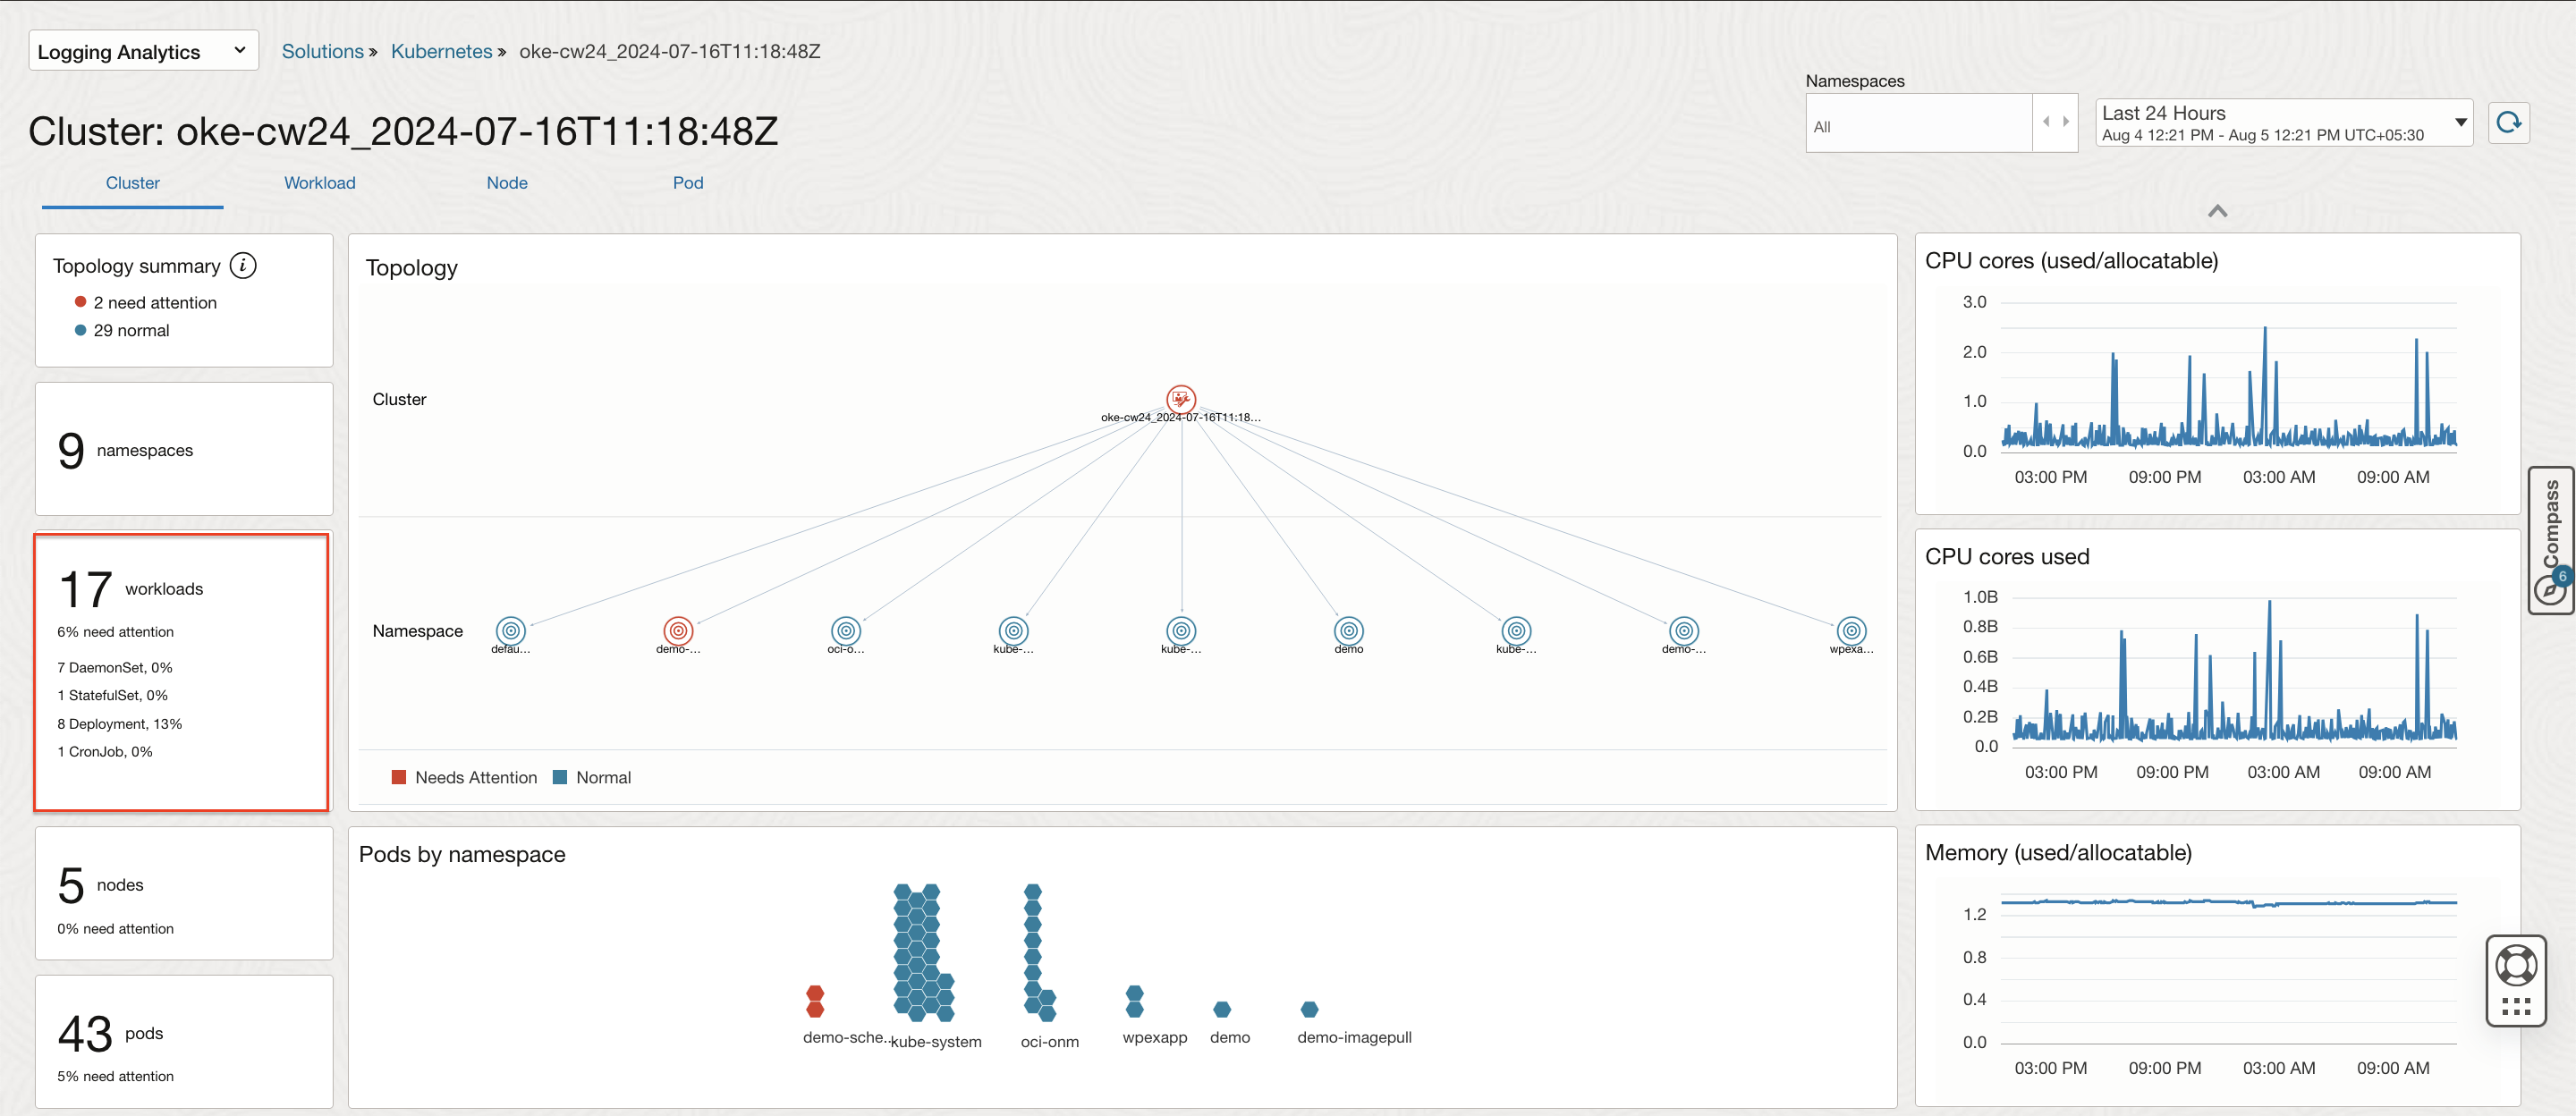 Logging Analytics
Solutions » Kubernetes » oke-cw24_2024-07-16T11:18:48Z
Namespaces
All
Last 24 Hours
Aug 4 12:21 PM - Aug 5 12:21 PM UTC+05:30
Cluster: oke-cw24_2024-07-16T11:18:48Z
Cluster
Workload
Node
Pod
Topology summary i
2 need attention
29 normal
9 namespaces
17 workloads
6% need attention
7 DaemonSet, 0%
1 StatefulSet, 0%
8 Deployment, 13%
1 CronJob, 0%
5 nodes
0% need attention
43 pods
5% need attention
Topology
Cluster
oke-cw24_2024-07-16T11:18...
Namespace
defau...
demo-...
oci-o...
kube-...
kube-...
demo
kube-...
demo-...
wpexa...
Needs Attention
Normal
Pods by namespace
demo-sche...
kube-system
oci-onm
wpexapp
demo
demo-imagepull
CPU cores (used/allocatable)
3.0
2.0
1.0
0.0
03:00 PM
09:00 PM
03:00 AM
09:00 AM
CPU cores used
1.0B
0.8B
0.6B
0.4B
0.2B
0.0
03:00 PM
09:00 PM
03:00 AM
09:00 AM
Memory (used/allocatable)
1.2
0.8
0.4
0.0
03:00 PM
09:00 PM
03:00 AM
09:00 AM
Compass
6